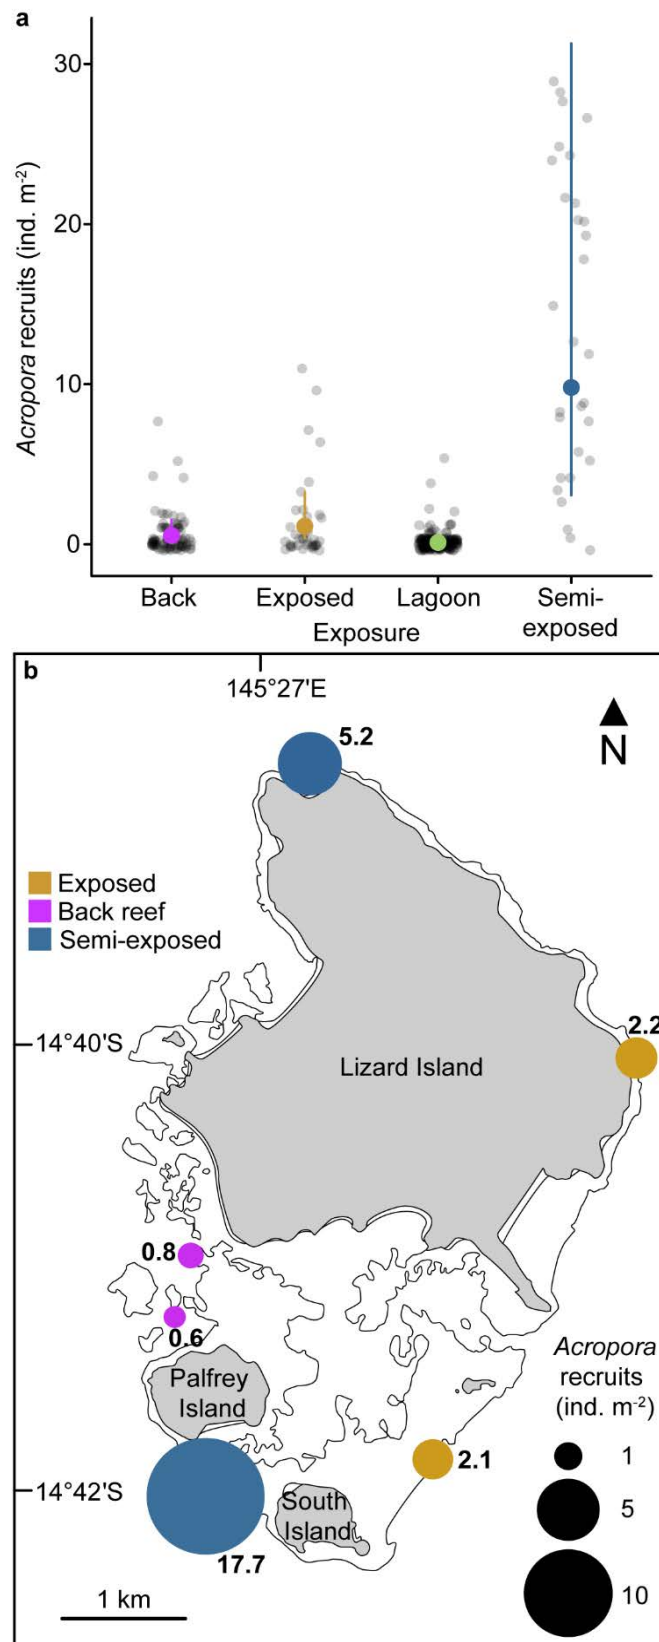 a
Acropora recruits (ind. m⁻²)
30
20
10
0
Back
Exposed
Lagoon
Semi-
exposed
Exposure
b
145°27'E
N
5.2
Exposed
Back reef
Semi-exposed
14°40'S
2.2
Lizard Island
0.8
0.6
Palfrey
Island
Acropora
recruits
(ind. m⁻²)
1
2.1
14°42'S
South
Island
5
17.7
10
1 km